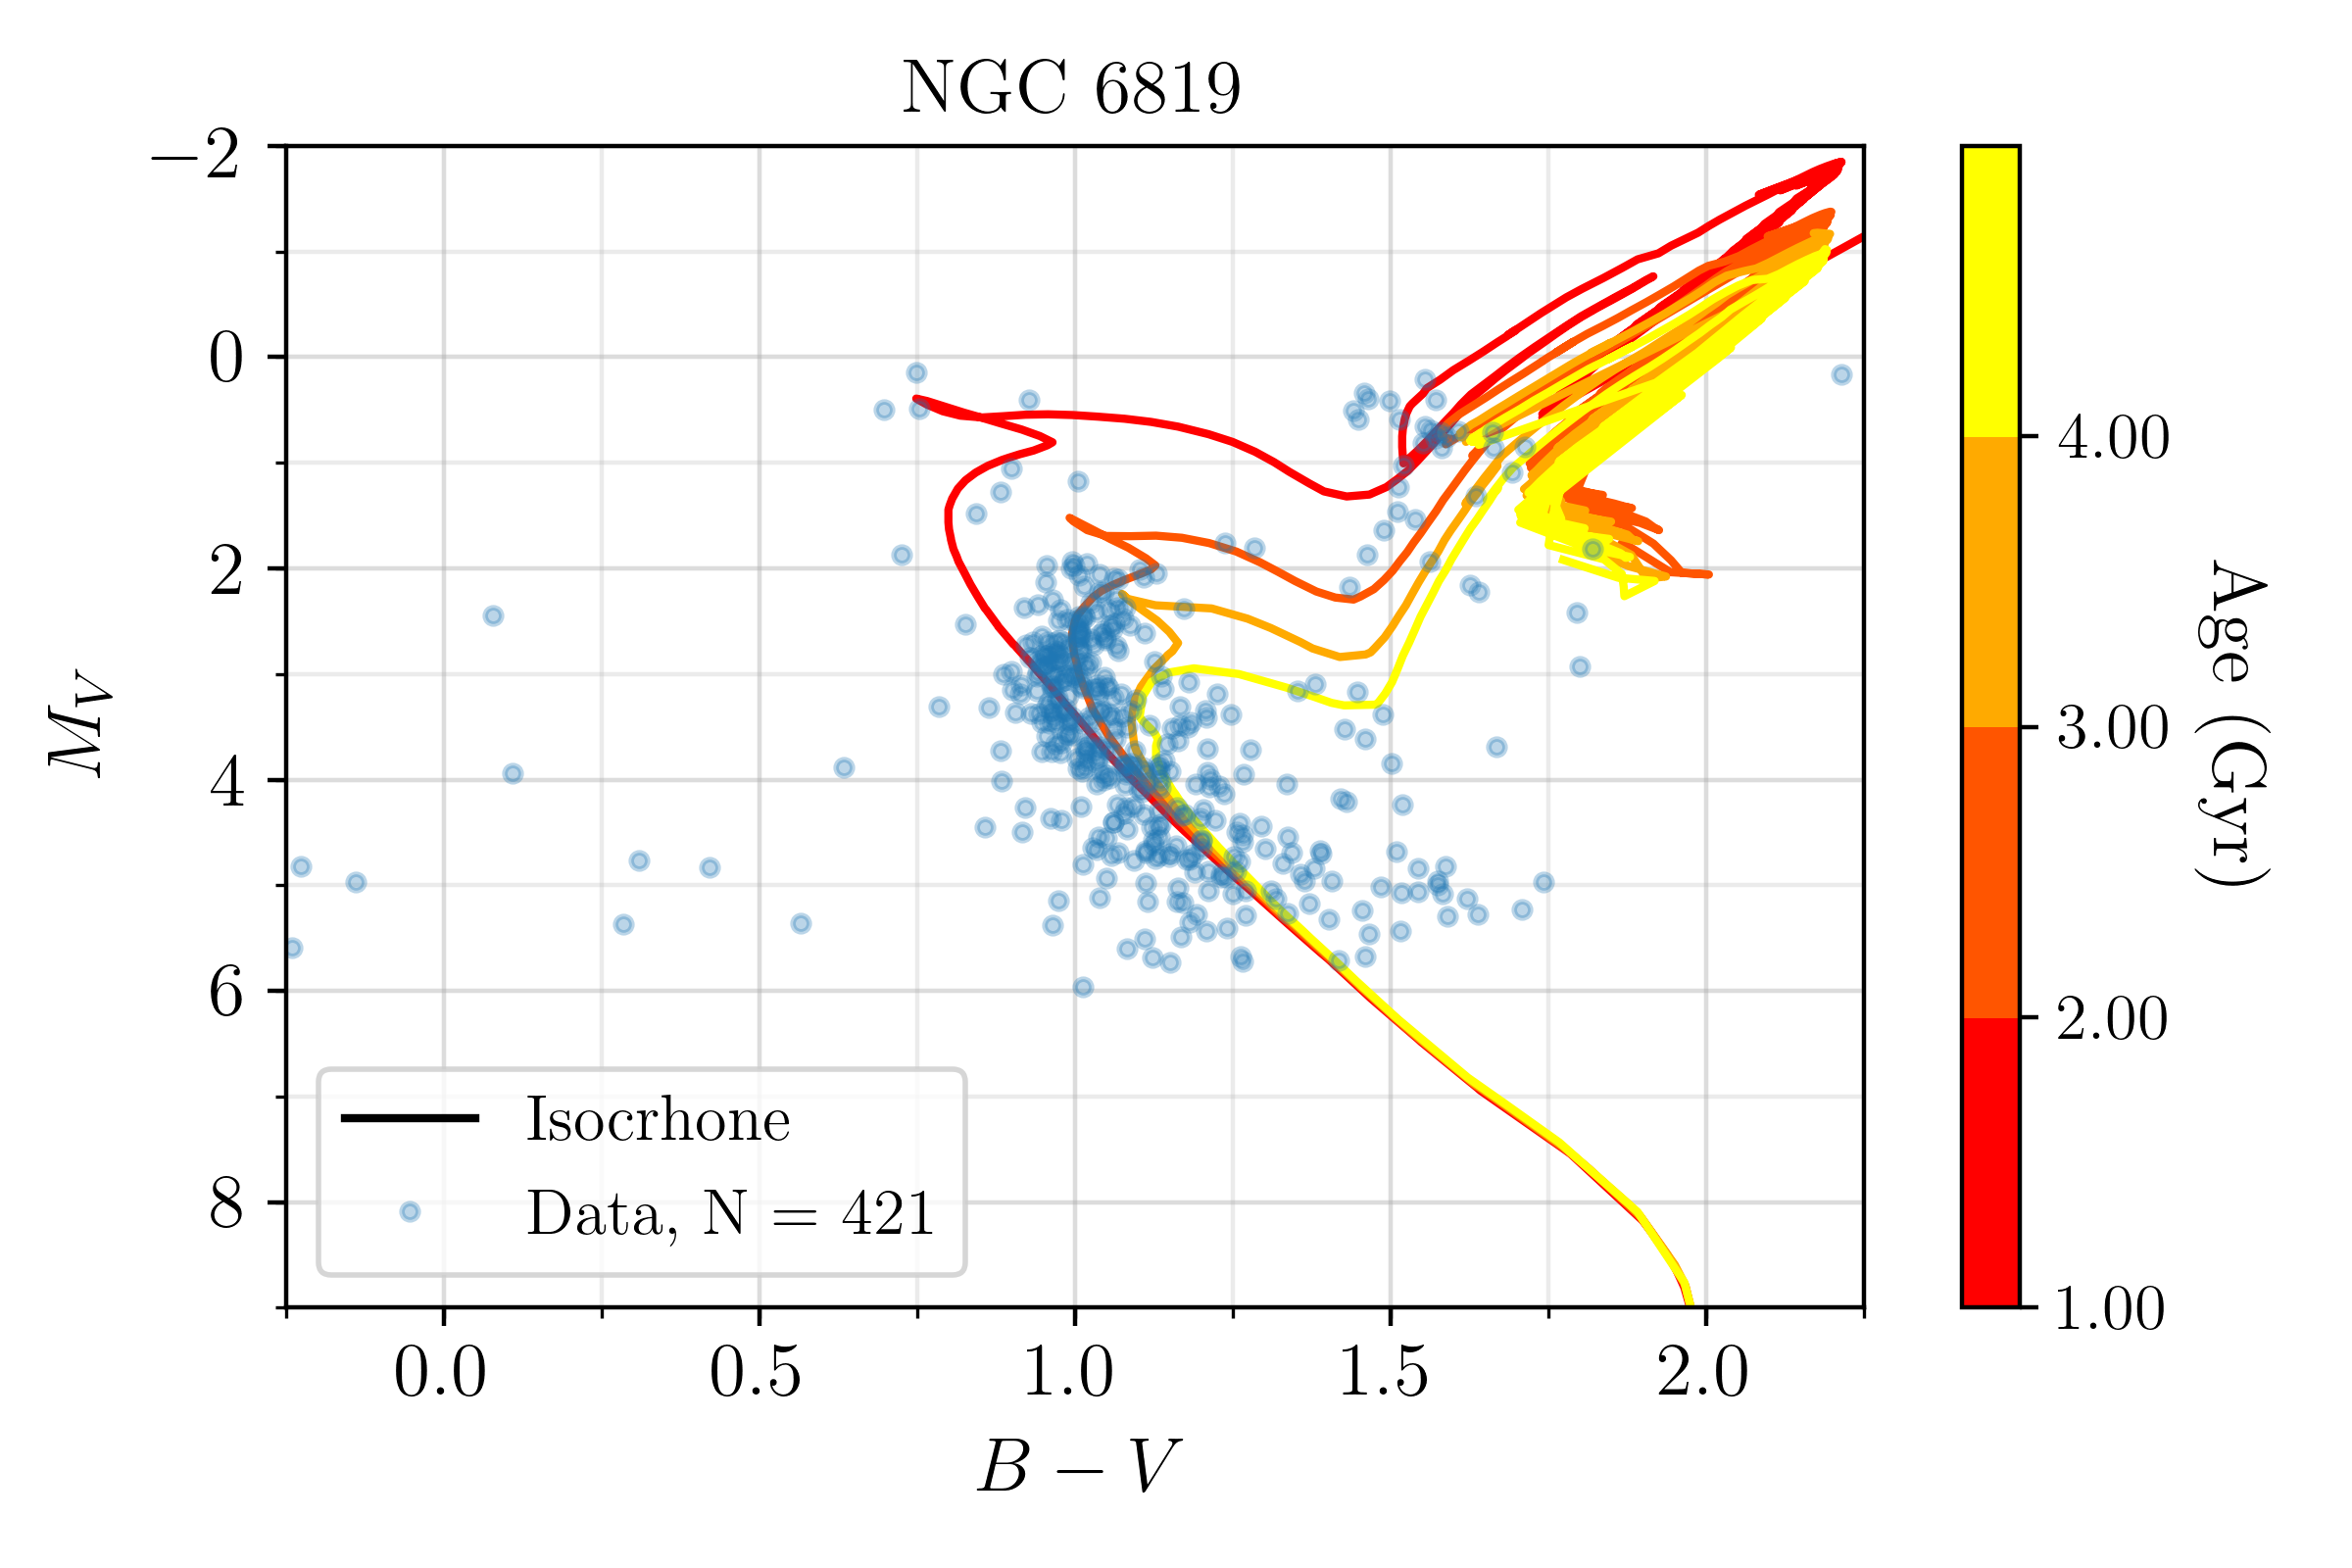 NGC 6819
−2
0
2
4
6
8
M_V
0.0 0.5 1.0 1.5 2.0
B − V
Isocrhone
Data, N = 421
4.00
3.00
2.00
1.00
Age (Gyr)